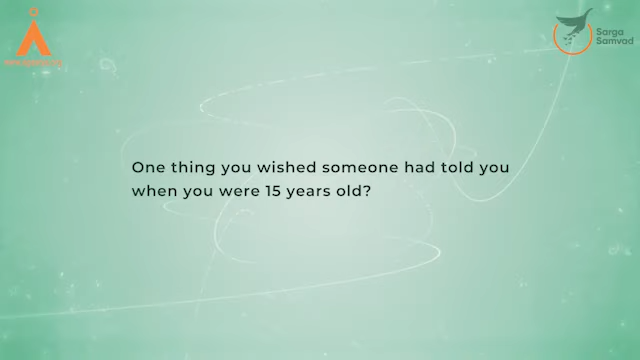 Sarga
Samvad
One thing you wished someone had told you
when you were 15 years old?